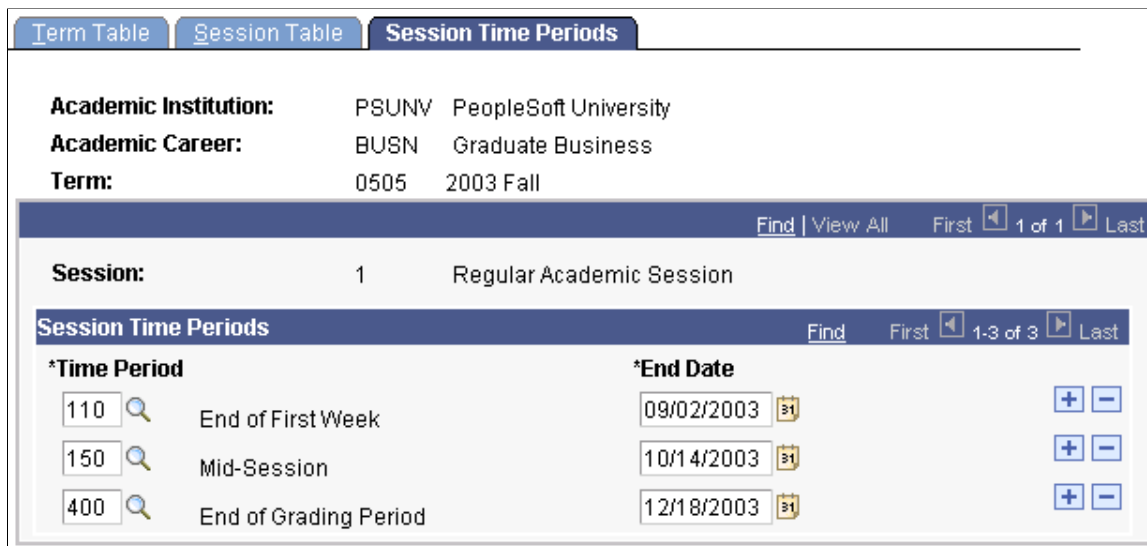 Term Table Session Table Session Time Periods
Academic Institution: PSUNV PeopleSoft University
Academic Career: BUSN Graduate Business
Term: 0505 2003 Fall
Find | View All First 1 of 1 Last
Session: 1 Regular Academic Session
Session Time Periods Find First 1-3 of 3 Last
*Time Period *End Date
110 End of First Week 09/02/2003 31
150 Mid-Session 10/14/2003 31
400 End of Grading Period 12/18/2003 31